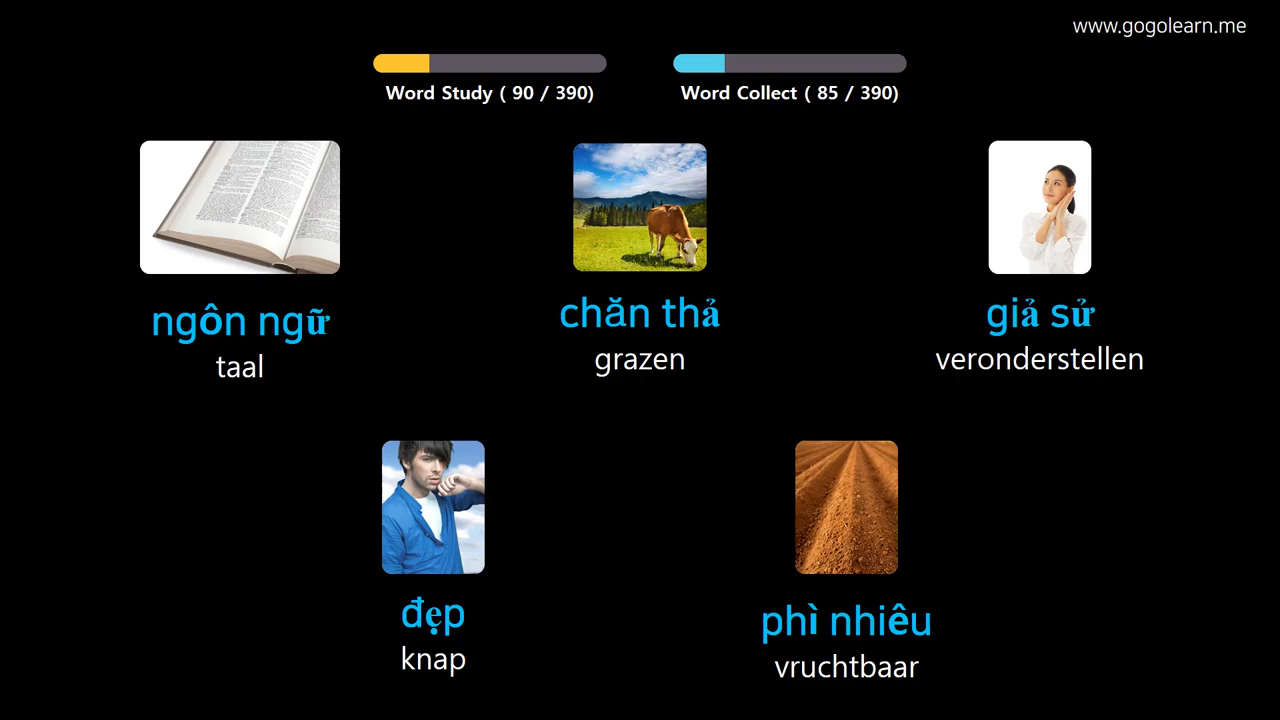 www.gogolearn.me
Word Study ( 90 / 390)
Word Collect ( 85 / 390)
ngôn ngữ
taal
chăn thả
grazen
giả sử
veronderstellen
đẹp
knap
phì nhiêu
vruchtbaar